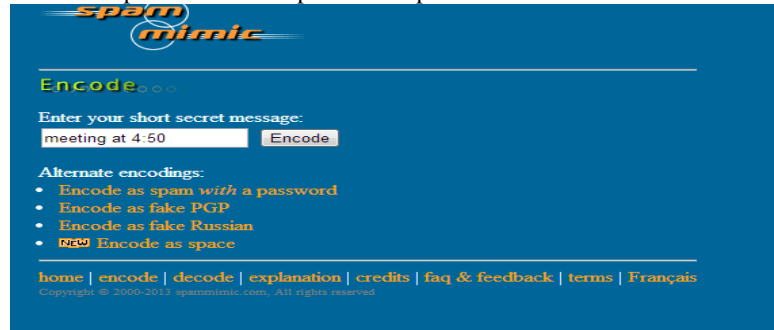 spam
mimic
Encode
Enter your short secret message:
meeting at 4:50 Encode
Alternate encodings:
• Encode as spam with a password
• Encode as fake PGP
• Encode as fake Russian
• NEW Encode as space
home | encode | decode | explanation | credits | faq & feedback | terms | Français
Copyright © 2000-2013 spammimic.com, All rights reserved